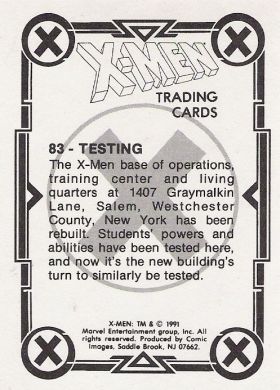 X-MEN
TRADING
CARDS
83 - TESTING
The X-Men base of operations,
training center and living
quarters at 1407 Graymalkin
Lane, Salem, Westchester
County, New York has been
rebuilt. Students' powers and
abilities have been tested here,
and now it's the new building's
turn to similarly be tested.
X-MEN: TM & © 1991
Marvel Entertainment group, Inc. All
rights reserved. Produced by Comic
Images, Saddle Brook, NJ 07662.